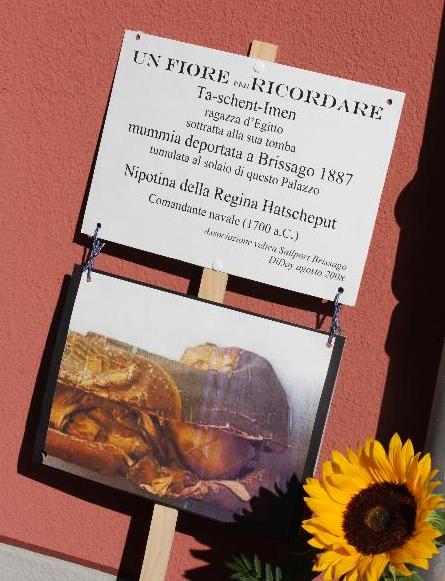 UN FIORE PER RICORDARE
Ta-schent-Imen
ragazza d'Egitto
sottratta alla sua tomba
mummia deportata a Brissago 1887
tumulata al solaio di questo Palazzo
Nipotina della Regina Hatscheput
Comandante navale (1700 a.C.)
Associazione velica Sailport Brissago
DiDay agosto 2008